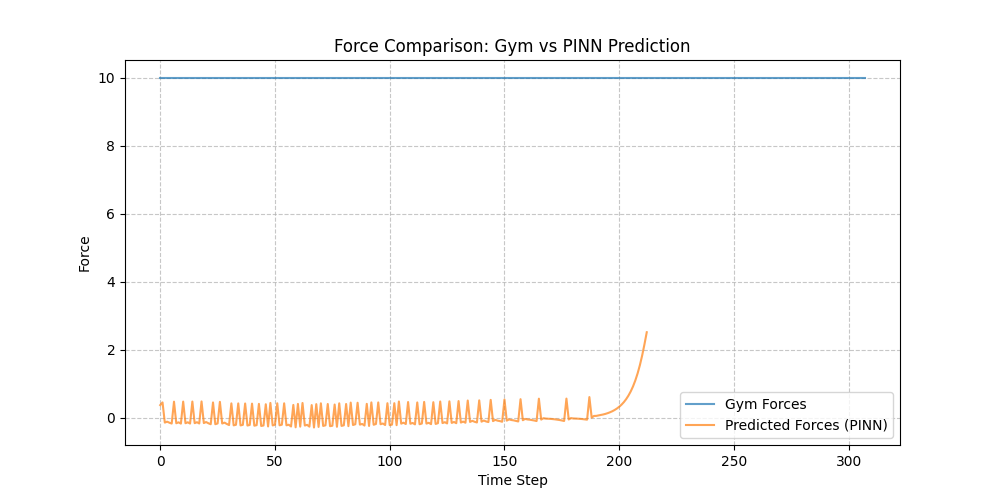 Force Comparison: Gym vs PINN Prediction
10
8
6
4
2
0
Force
0 50 100 150 200 250 300
Time Step
Gym Forces
Predicted Forces (PINN)